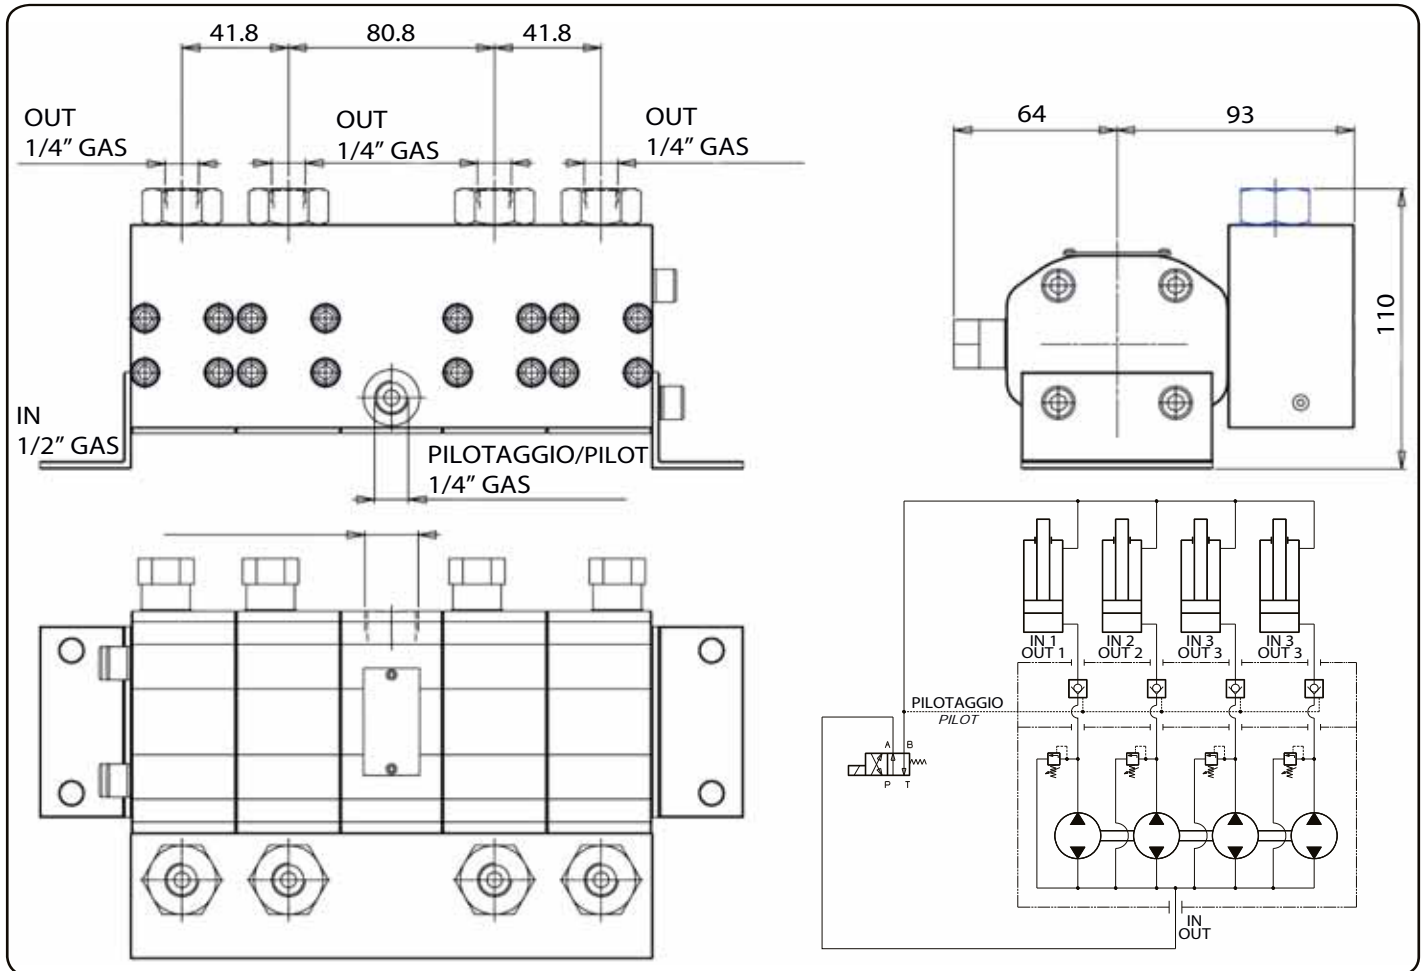 41.8
80.8
41.8
OUT
1/4” GAS
OUT
1/4” GAS
OUT
1/4” GAS
IN
1/2” GAS
PILOTAGGIO/PILOT
1/4” GAS
64
93
110
IN 1
OUT 1
IN 2
OUT 2
IN 3
OUT 3
IN 3
OUT 3
PILOTAGGIO
PILOT
A B
P T
IN
OUT